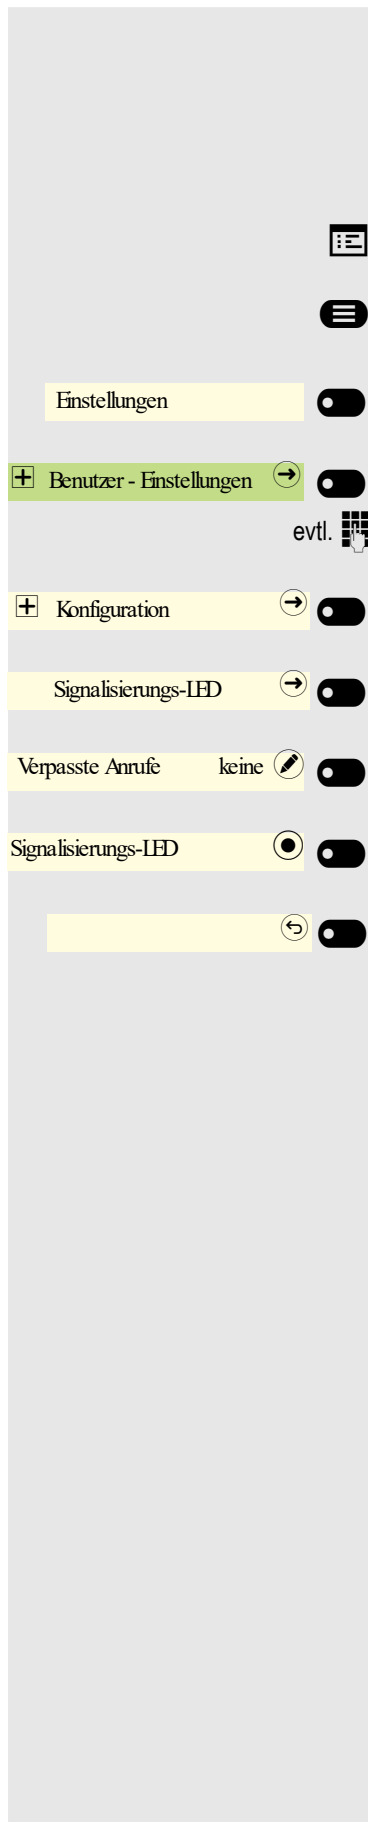 Einstellungen
Benutzer - Einstellungen
evtl.
Konfiguration
Signalisierungs-LED
Verpasste Anrufe keine
Signalisierungs-LED